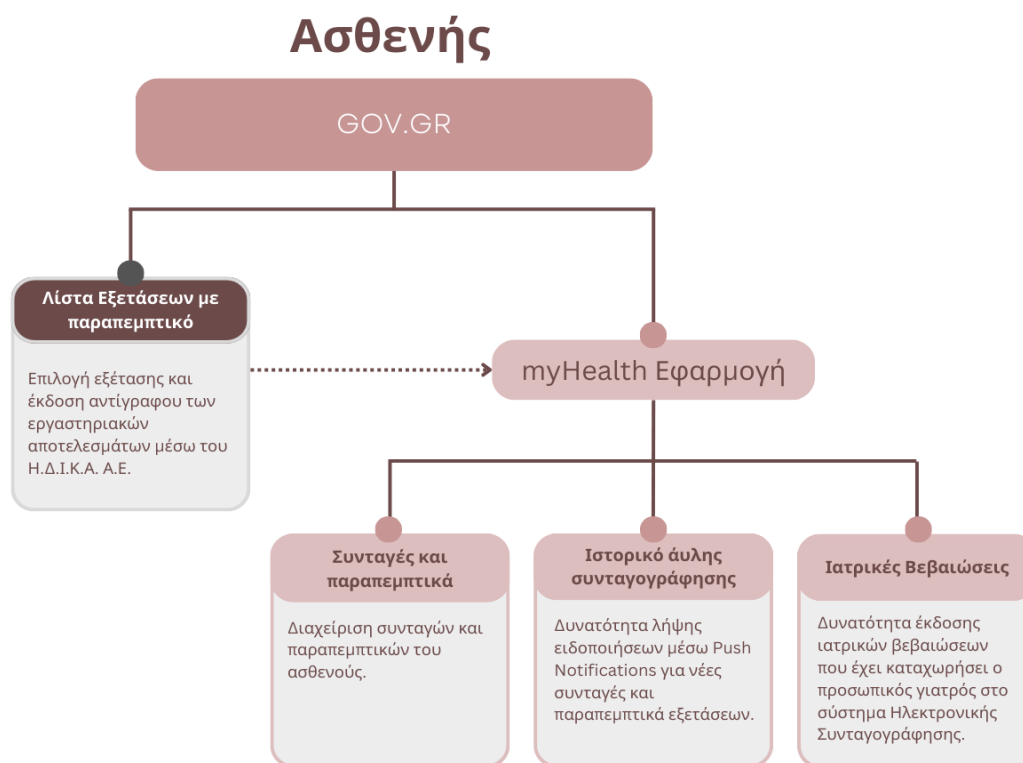 Ασθενής
GOV.GR
Λίστα Εξετάσεων με
παραπεμπτικό
Επιλογή εξέτασης και
έκδοση αντίγραφου των
εργαστηριακών
αποτελεσμάτων μέσω του
Η.Δ.Ι.Κ.Α. Α.Ε.
myHealth Εφαρμογή
Συνταγές και
παραπεμπτικά
Διαχείριση συνταγών και
παραπεμπτικών του
ασθενούς.
Ιστορικό άυλης
συνταγογράφησης
Δυνατότητα λήψης
ειδοποιήσεων μέσω Push
Notifications για νέες
συνταγές και
παραπεμπτικά εξετάσεων.
Ιατρικές Βεβαιώσεις
Δυνατότητα έκδοσης
ιατρικών βεβαιώσεων
που έχει καταχωρήσει ο
προσωπικός γιατρός στο
σύστημα Ηλεκτρονικής
Συνταγογράφησης.